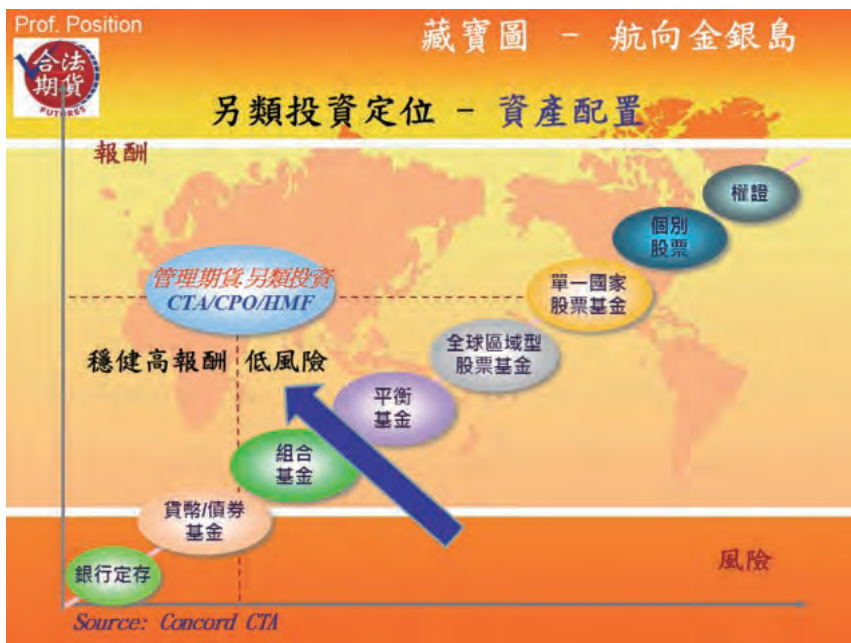 Prof. Position
藏寶圖 - 航向金銀島
合法
期貨
FUTURES
另類投資定位 - 資產配置
報酬
權證
個別
股票
管理期貨.另類投資
CTA/CPO/HMF
單一國家
股票基金
全球區域型
股票基金
穩健高報酬 低風險
平衡
基金
組合
基金
貨幣/債券
基金
銀行定存
風險
Source: Concord CTA